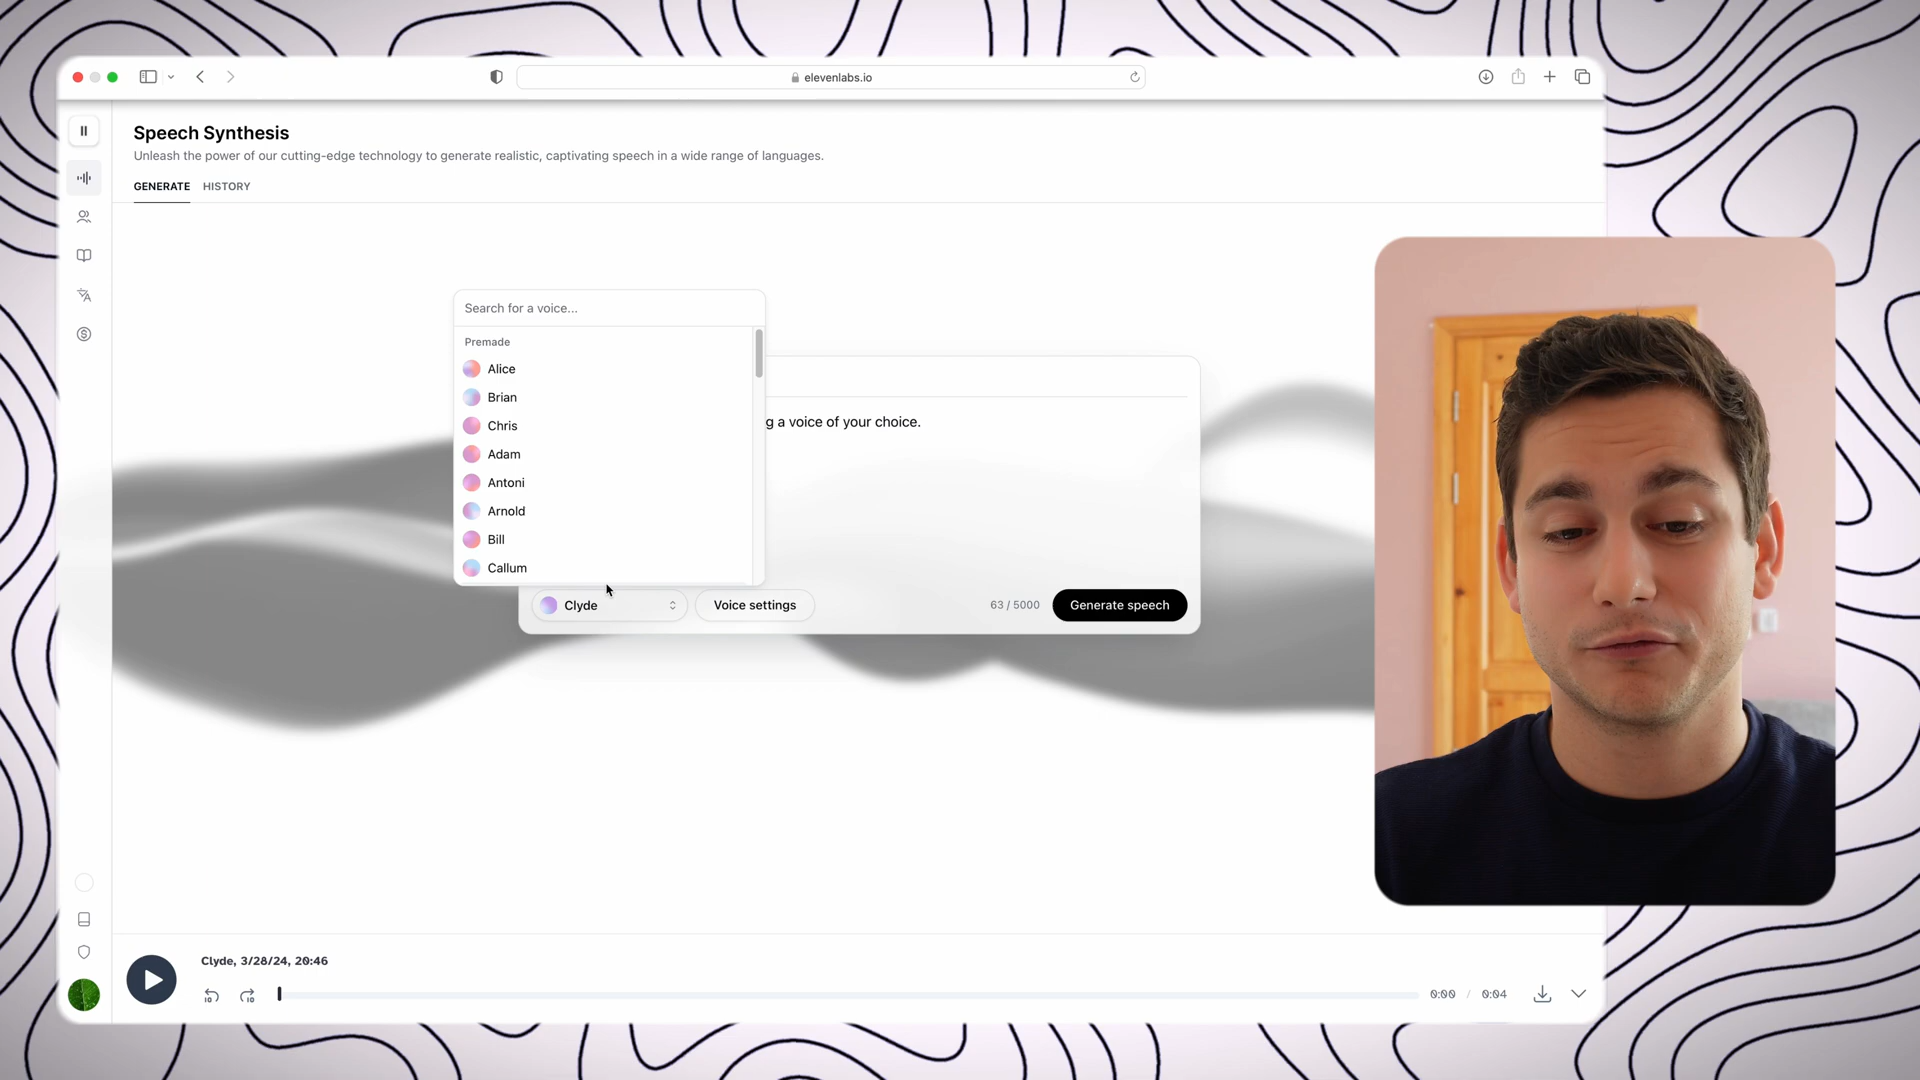 elevenlabs.io
Speech Synthesis
Unleash the power of our cutting-edge technology to generate realistic, captivating speech in a wide range of languages.
GENERATE HISTORY
Search for a voice...
Premade
Alice
Brian
Chris
g a voice of your choice.
Adam
Antoni
Arnold
Bill
Callum
Clyde
Voice settings
63 / 5000
Generate speech
Clyde, 3/28/24, 20:46
10 10
0:00 / 0:04